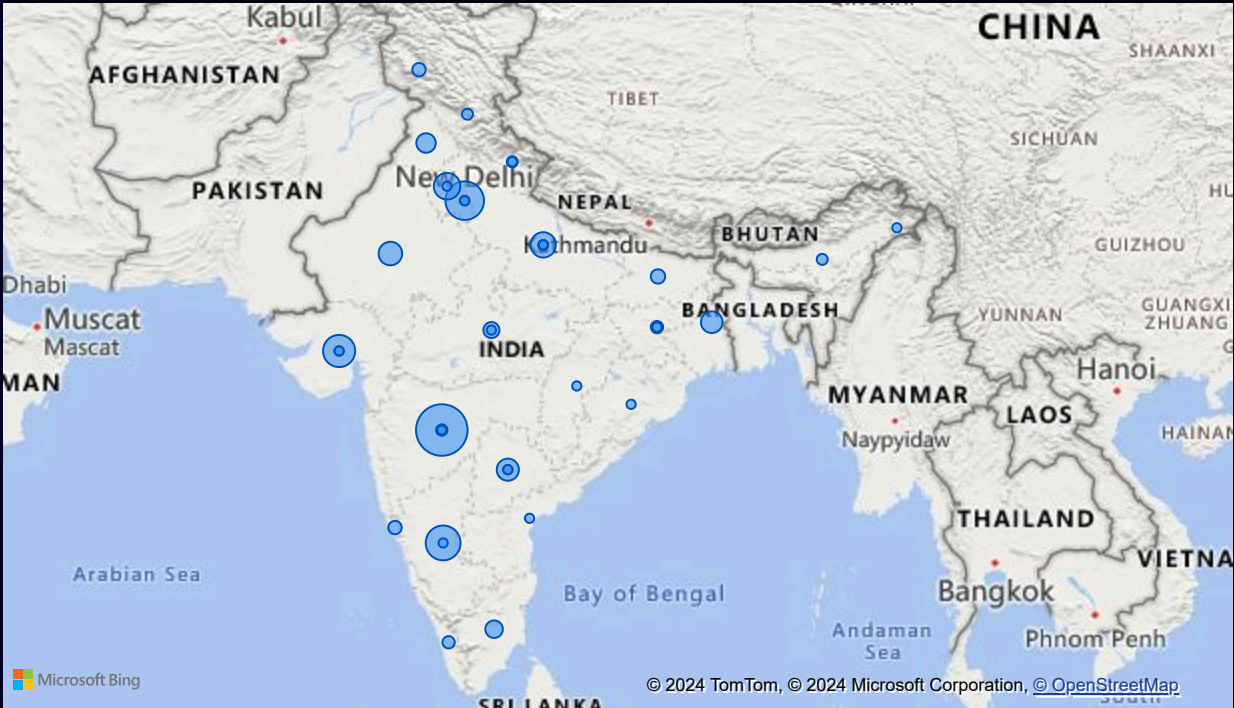 Kabul
CHINA
SHAANXI
AFGHANISTAN
TIBET
SICHUAN
New Delhi
PAKISTAN
NEPAL
HU
BHUTAN
Kathmandu
GUIZHOU
Dhabi
BANGLADESH
YUNNAN
GUANGXI
ZHUANG
Muscat
Mascat
INDIA
MAN
Hanoi
MYANMAR
LAOS
Naypyidaw
HAINAN
THAILAND
VIETNA
Arabian Sea
Bay of Bengal
Bangkok
Andaman
Sea
Phnom Penh
Microsoft Bing
© 2024 TomTom, © 2024 Microsoft Corporation, © OpenStreetMap
SRI LANKA
South